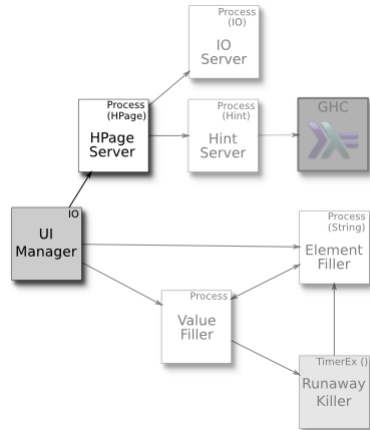 Process
(IO)
IO
Server
Process
(HPage)
HPage
Server
Process
(Hint)
Hint
Server
GHC
IO
UI
Manager
Process
(String)
Element
Filler
Process
Value
Filler
TimerEx ()
Runaway
Killer